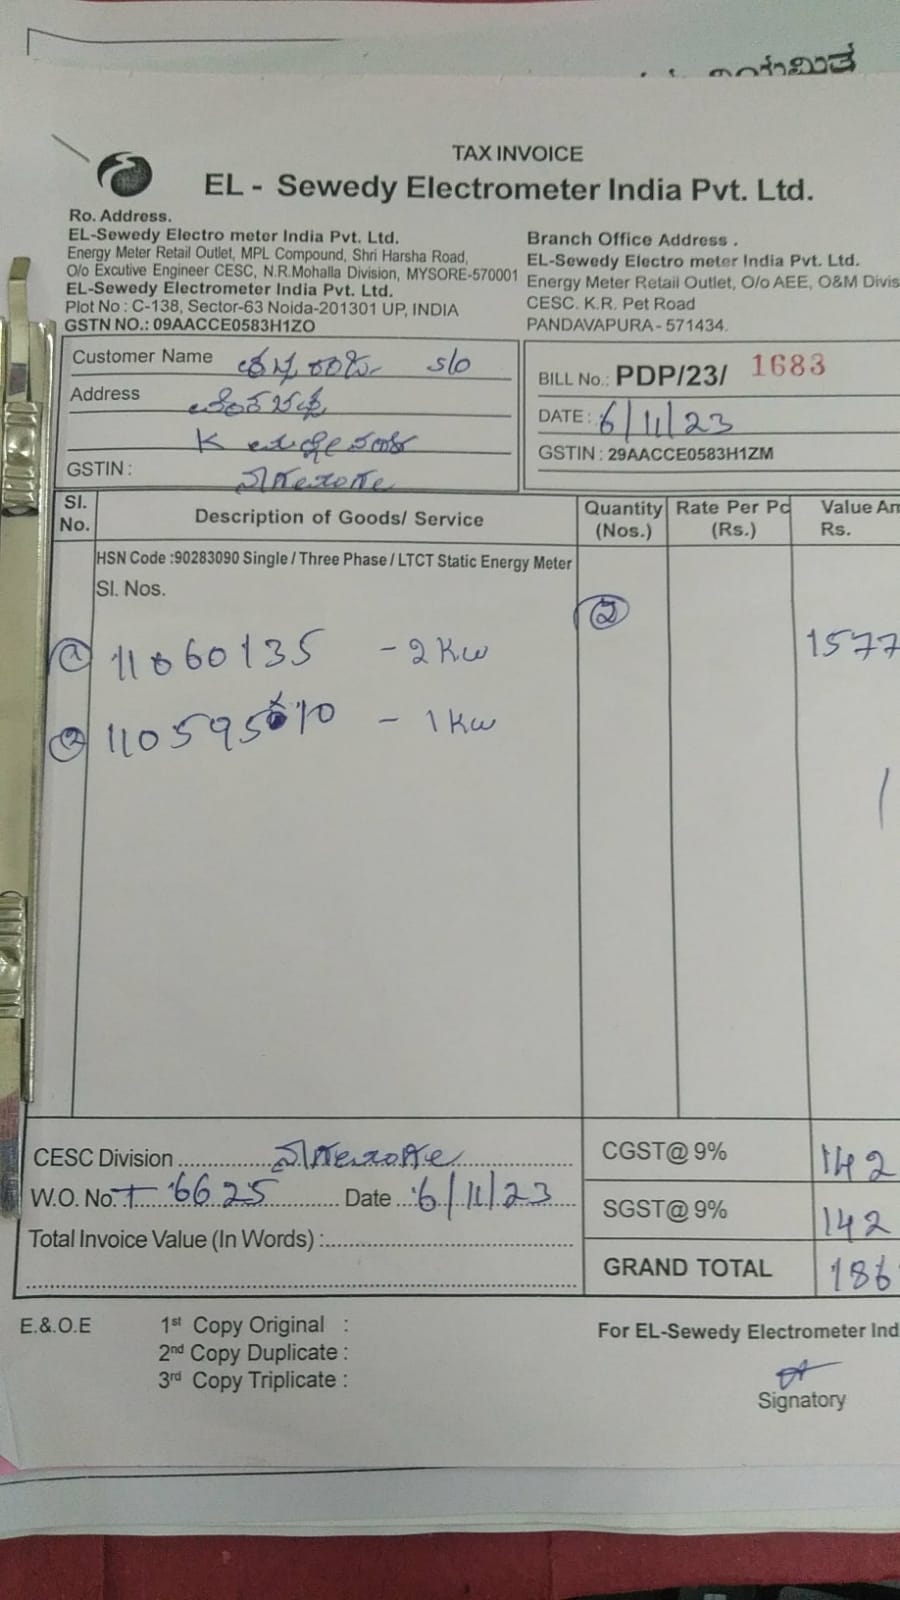 TAX INVOICE
EL - Sewedy Electrometer India Pvt. Ltd.
Ro. Address.
EL-Sewedy Electro meter India Pvt. Ltd.
Energy Meter Retail Outlet, MPL Compound, Shri Harsha Road,
O/o Excutive Engineer CESC, N.R.Mohalla Division, MYSORE-570001
EL-Sewedy Electrometer India Pvt. Ltd.
Plot No : C-138, Sector-63 Noida-201301 UP, INDIA
GSTN NO.: 09AACCE0583H1ZO
Branch Office Address .
EL-Sewedy Electro meter India Pvt. Ltd.
Energy Meter Retail Outlet, O/o AEE, O&M Divis
CESC. K.R. Pet Road
PANDAVAPURA - 571434.
Customer Name s/o
Address
K
GSTIN :
BILL No.: PDP/23/ 1683
DATE : 6/11/23
GSTIN : 29AACCE0583H1ZM
Sl. No. Description of Goods/ Service Quantity (Nos.) Rate Per Pc (Rs.) Value Am Rs.
HSN Code :90283090 Single / Three Phase / LTCT Static Energy Meter
Sl. Nos.
2
1 11060135 - 2 Kw 1577
2 - 1 Kw
CESC Division
W.O. No. 6625 Date 6/11/23
Total Invoice Value (In Words) :
CGST@ 9% 142
SGST@ 9% 142
GRAND TOTAL 186
E.&.O.E
1st Copy Original :
2nd Copy Duplicate :
3rd Copy Triplicate :
For EL-Sewedy Electrometer Ind
Signatory